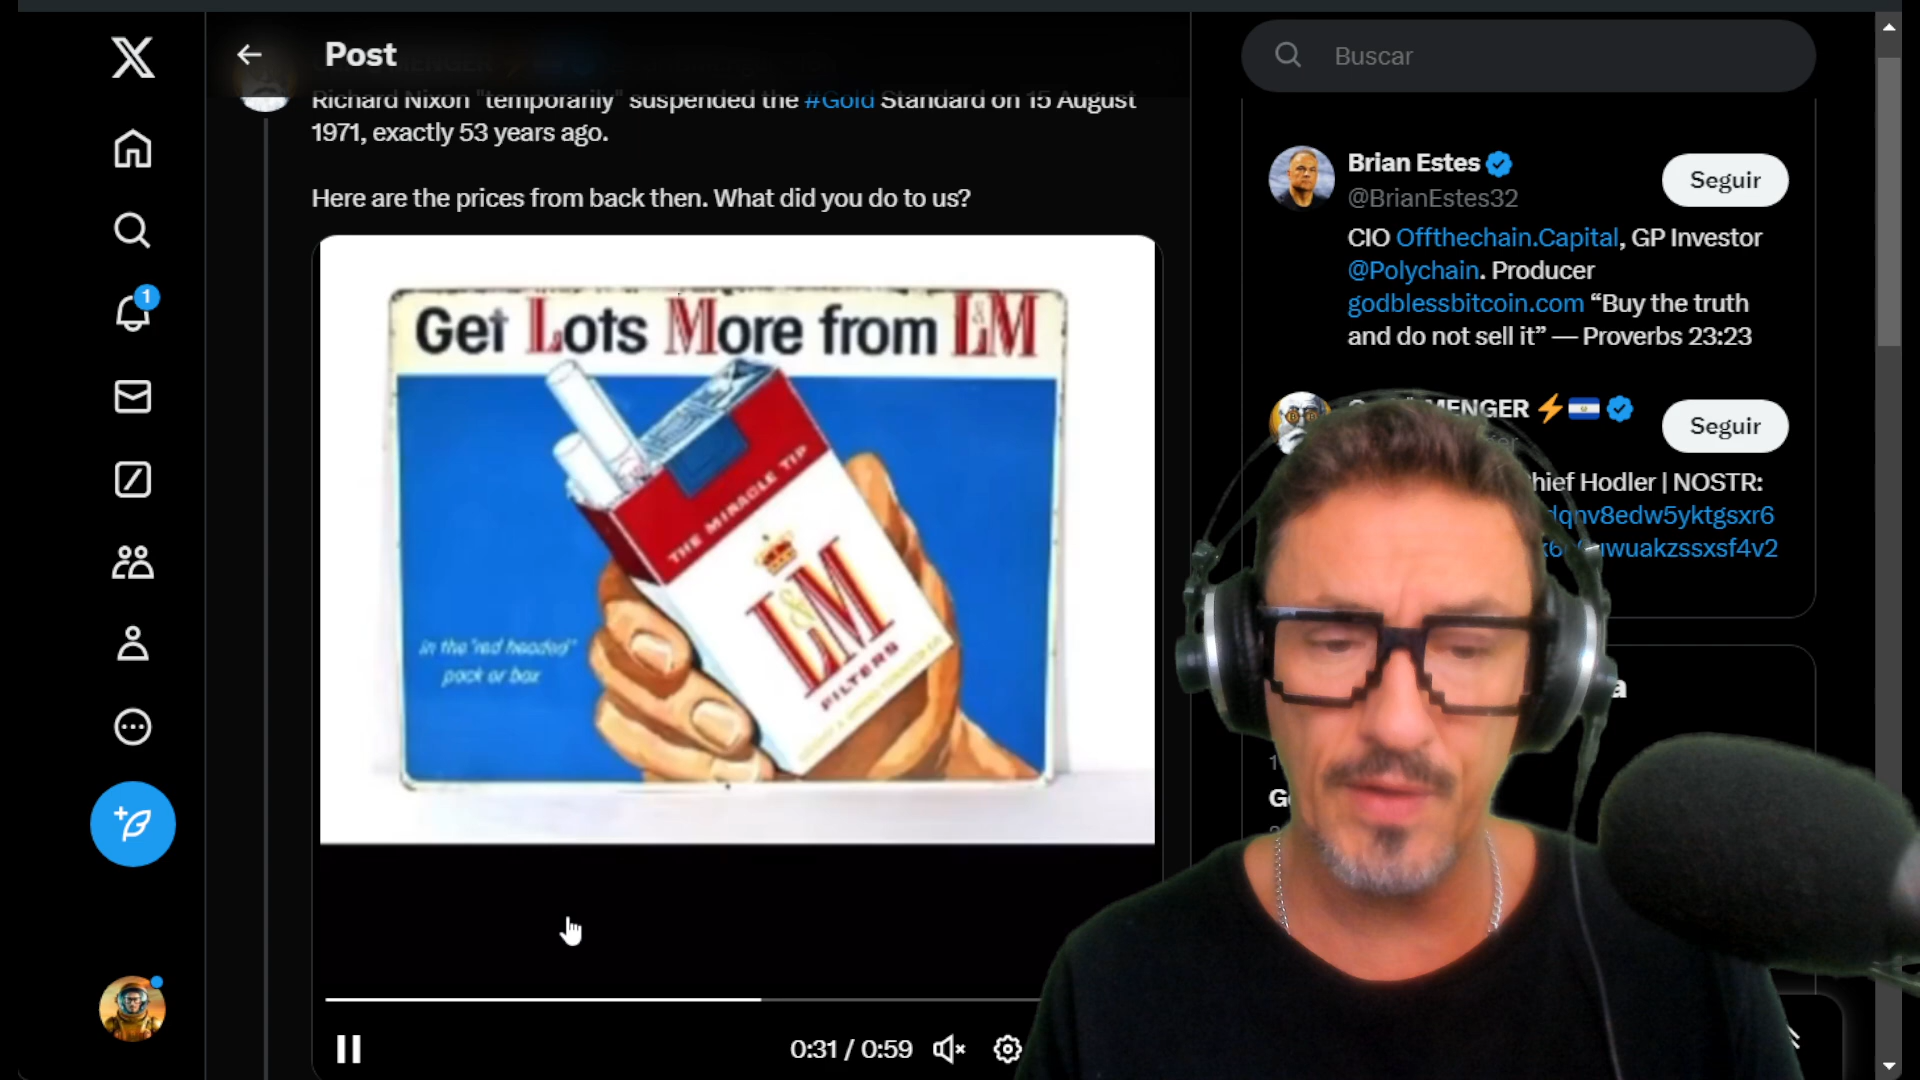 Post
Buscar
Richard Nixon "temporarily" suspended the #Gold Standard on 15 August
1971, exactly 53 years ago.
Here are the prices from back then. What did you do to us?
Get Lots More from L&M
THE MIRACLE TIP
L&M
FILTERS
in the "red headed"
pack or box
0:31 / 0:59
1
Brian Estes
@BrianEstes32
Seguir
CIO Offthechain.Capital, GP Investor
@Polychain. Producer
godblessbitcoin.com “Buy the truth
and do not sell it” — Proverbs 23:23
MENGER
Seguir
Hodler | NOSTR: